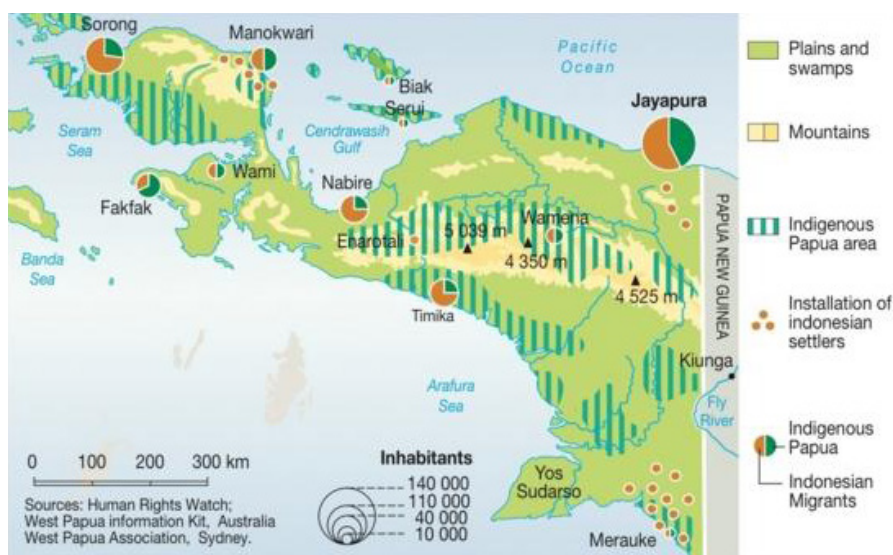 Sorong
Manokwari
Pacific
Ocean
Biak
Serui
Jayapura
Seram
Sea
Cendrawasih
Gulf
Wami
Fakfak
Nabire
Banda
Sea
5 039 m
Wamena
Eharotali
4 350 m
4 525 m
Timika
PAPUA NEW GUINEA
Kiunga
Fly
River
Arafura
Sea
Yos
Sudarso
Merauke
0 100 200 300 km
Sources: Human Rights Watch;
West Papua information Kit, Australia
West Papua Association, Sydney.
Inhabitants
140 000
110 000
40 000
10 000
Plains and
swamps
Mountains
Indigenous
Papua area
Installation of
indonesian
settlers
Indigenous
Papua
Indonesian
Migrants